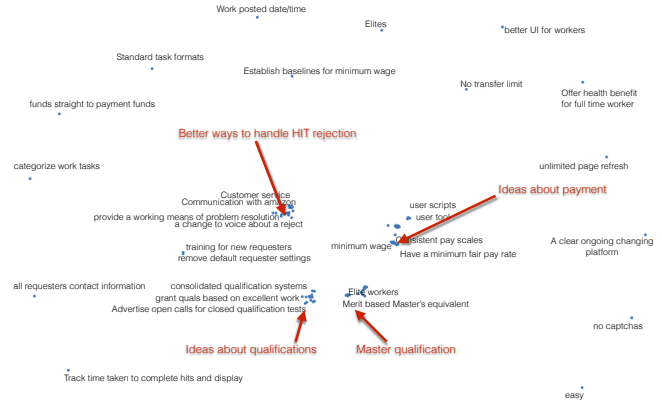 Work posted date/time
Elites
better UI for workers
Standard task formats
Establish baselines for minimum wage
No transfer limit
Offer health benefit
for full time worker
funds straight to payment funds
Better ways to handle HIT rejection
categorize work tasks
unlimited page refresh
Ideas about payment
Customer service
Communication with amazon
user scripts
provide a working means of problem resolution
user tool
a change to voice about a reject
Consistent pay scales
minimum wage
A clear ongoing changing
platform
training for new requesters
Have a minimum fair pay rate
remove default requester settings
all requesters contact information
consolidated qualification systems
Elite workers
grant quals based on excellent work
Merit based Master's equivalent
Advertise open calls for closed qualification tests
no captchas
Ideas about qualifications
Master qualification
Track time taken to complete hits and display
easy